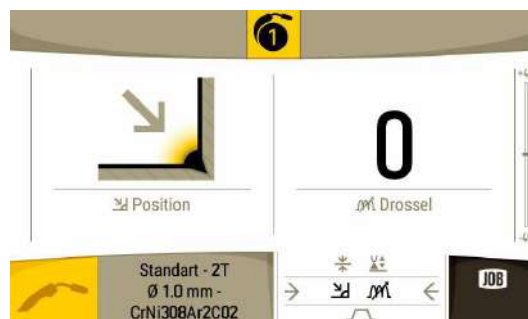 1
0
Position
Drossel
Standart - 2T
Ø 1.0 mm -
CrNi308Ar2C02
JOB